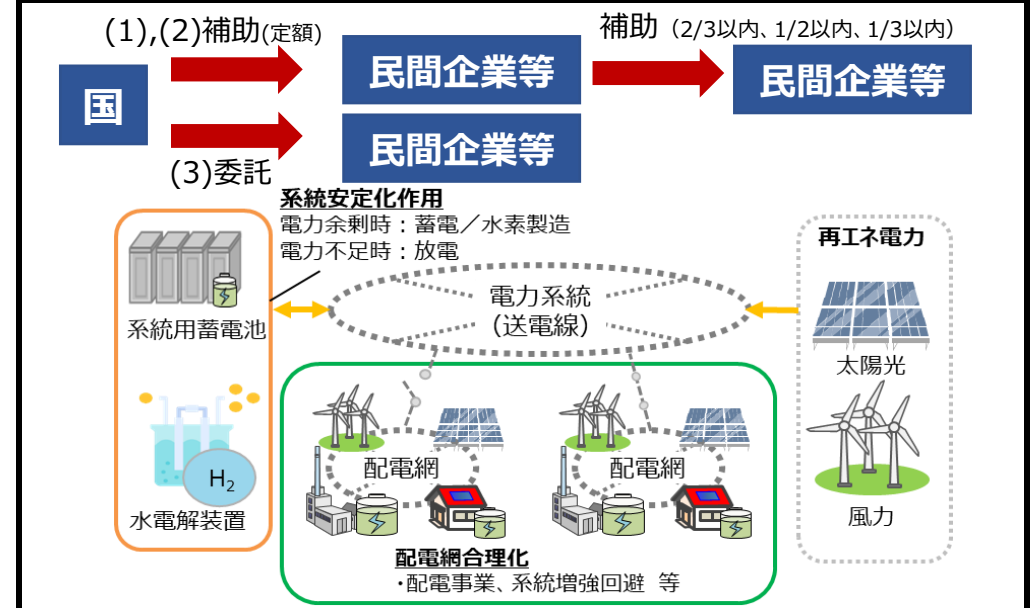 (1),(2)補助(定額)
補助（2/3以内、1/2以内、1/3以内）
国
民間企業等
民間企業等
民間企業等
(3)委託
系統安定化作用
電力余剰時：蓄電／水素製造
電力不足時：放電
再エネ電力
電力系統
(送電線)
系統用蓄電池
太陽光
配電網
配電網
H2
水電解装置
風力
配電網合理化
・配電事業、系統増強回避 等